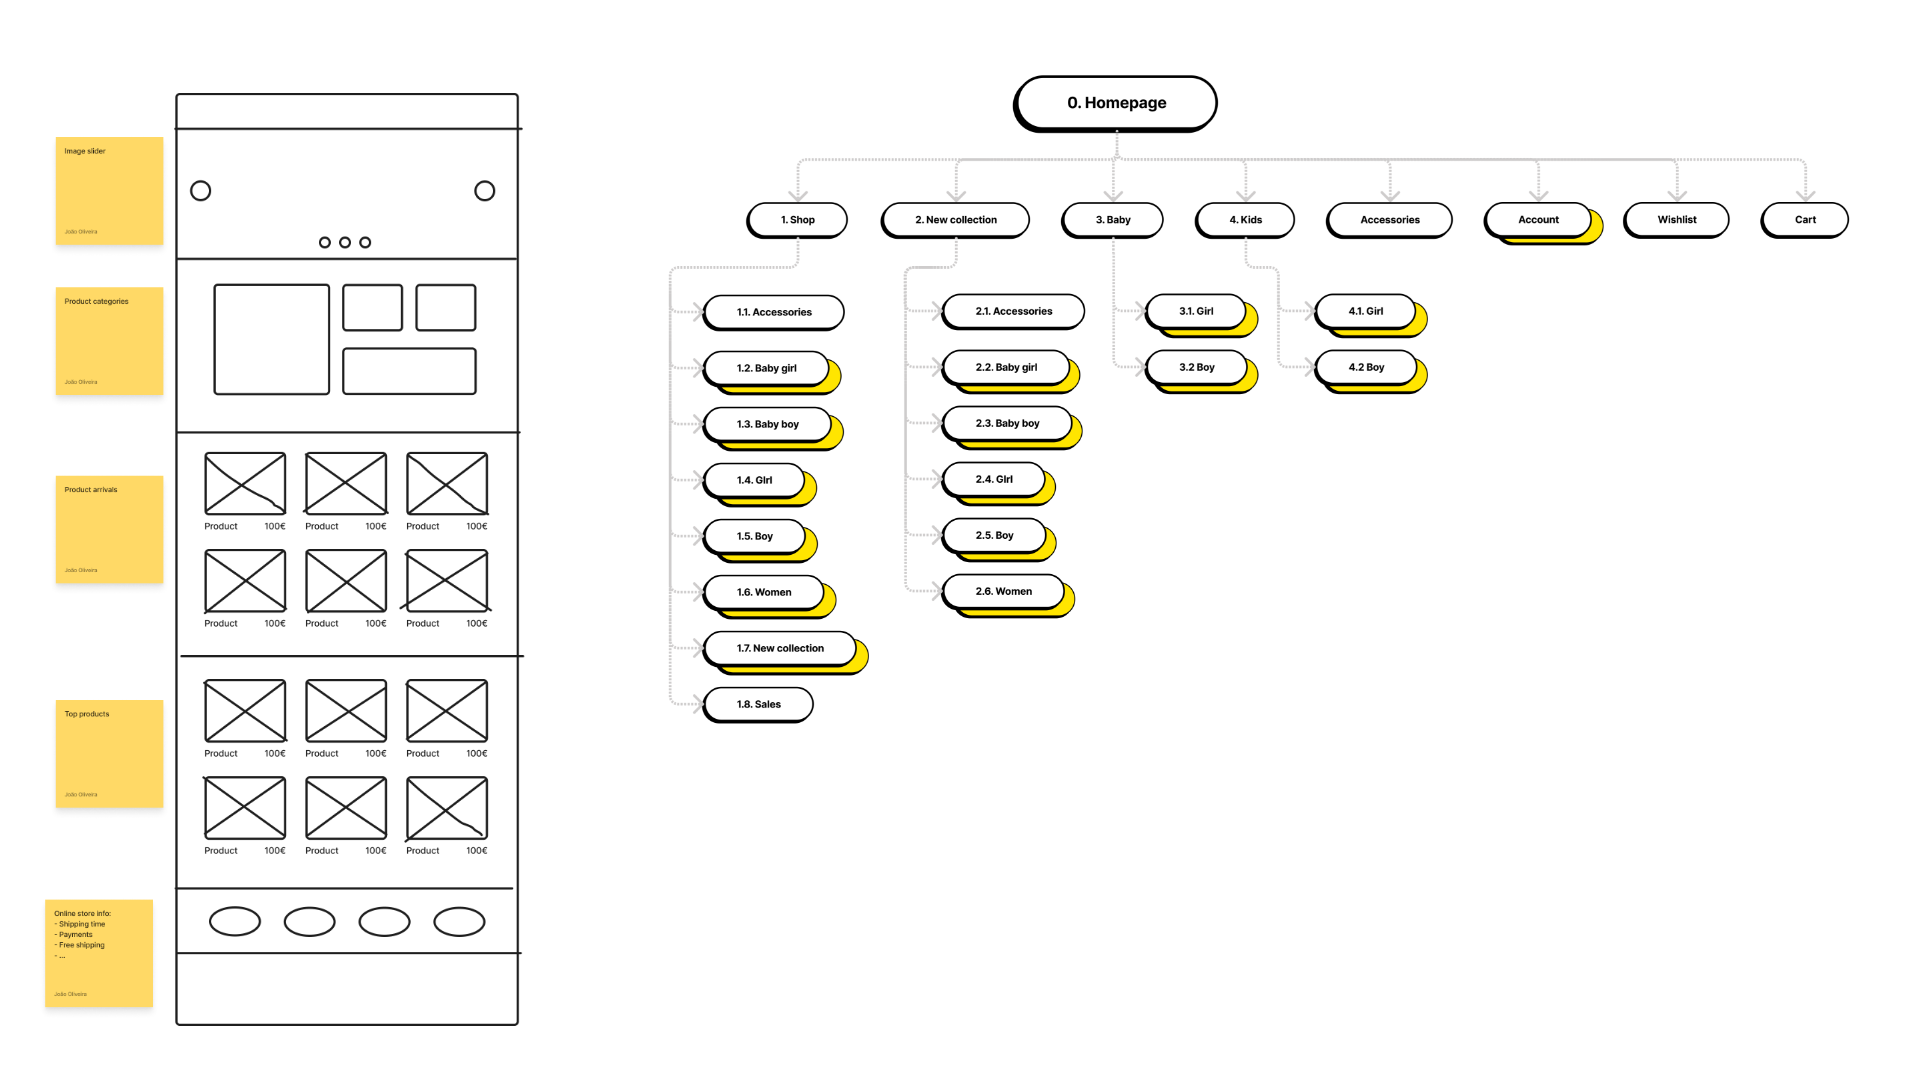 Image slider
João Oliveira
Product categories
João Oliveira
Product arrivals
João Oliveira
Top products
João Oliveira
Online store info:
- Shipping time
- Payments
- Free shipping
- ...
João Oliveira
Product 100€ Product 100€ Product 100€
Product 100€ Product 100€ Product 100€
Product 100€ Product 100€ Product 100€
Product 100€ Product 100€ Product 100€
0. Homepage
1. Shop
2. New collection
3. Baby
4. Kids
Accessories
Account
Wishlist
Cart
1.1. Accessories
1.2. Baby girl
1.3. Baby boy
1.4. GIrl
1.5. Boy
1.6. Women
1.7. New collection
1.8. Sales
2.1. Accessories
2.2. Baby girl
2.3. Baby boy
2.4. GIrl
2.5. Boy
2.6. Women
3.1. Girl
3.2 Boy
4.1. Girl
4.2 Boy